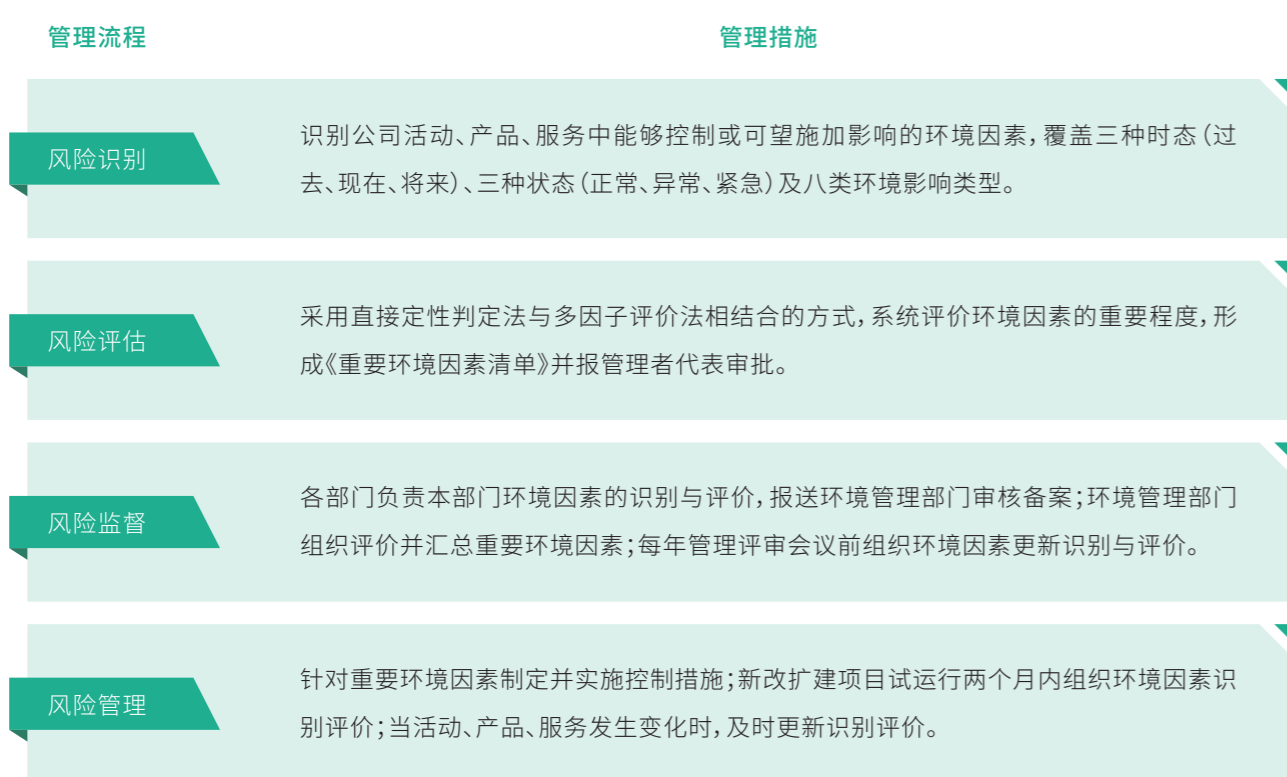 管理流程 管理措施
风险识别
识别公司活动、产品、服务中能够控制或可望施加影响的环境因素，覆盖三种时态（过
去、现在、将来）、三种状态（正常、异常、紧急）及八类环境影响类型。
风险评估
采用直接定性判定法与多因子评价法相结合的方式，系统评价环境因素的重要程度，形
成《重要环境因素清单》并报管理者代表审批。
风险监督
各部门负责本部门环境因素的识别与评价，报送环境管理部门审核备案；环境管理部门
组织评价并汇总重要环境因素；每年管理评审会议前组织环境因素更新识别与评价。
风险管理
针对重要环境因素制定并实施控制措施；新改扩建项目试运行两个月内组织环境因素识
别评价；当活动、产品、服务发生变化时，及时更新识别评价。